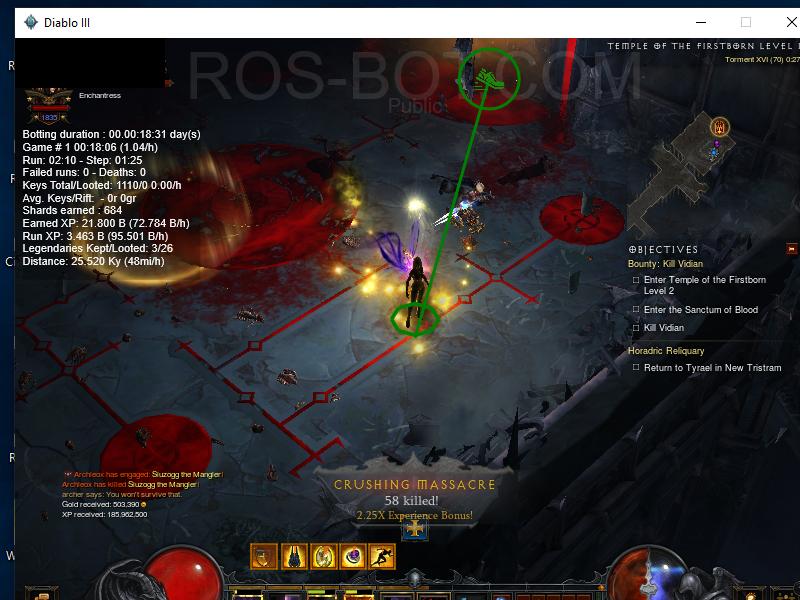 Diablo III
ROS-BOT.COM
Public
TEMPLE OF THE FIRSTBORN LEVEL 1
Torment XVI (70) 0:27
Enchantress
1835
Botting duration : 00.00:18:31 day(s)
Game # 1 00:18:06 (1.04/h)
Run: 02:10 - Step: 01:25
Failed runs: 0 - Deaths: 0
Keys Total/Looted: 1110/0 0.00/h
Avg. Keys/Rift: - 0r 0gr
Shards earned : 684
Earned XP: 21.800 B (72.784 B/h)
Run XP: 3.463 B (95.501 B/h)
Legendaries Kept/Looted: 3/26
Distance: 25.520 Ky (48mi/h)
OBJECTIVES
Bounty: Kill Vidian
Enter Temple of the Firstborn
Level 2
Enter the Sanctum of Blood
Kill Vidian
Horadric Reliquary
Return to Tyrael in New Tristram
Archleox has engaged: Siuzogg the Mangler!
Archleox has killed Siuzogg the Mangler!
archer says: You won't survive that.
Gold received: 503,390
XP received: 185,962,500
CRUSHING MASSACRE
58 killed!
2.25X Experience Bonus!